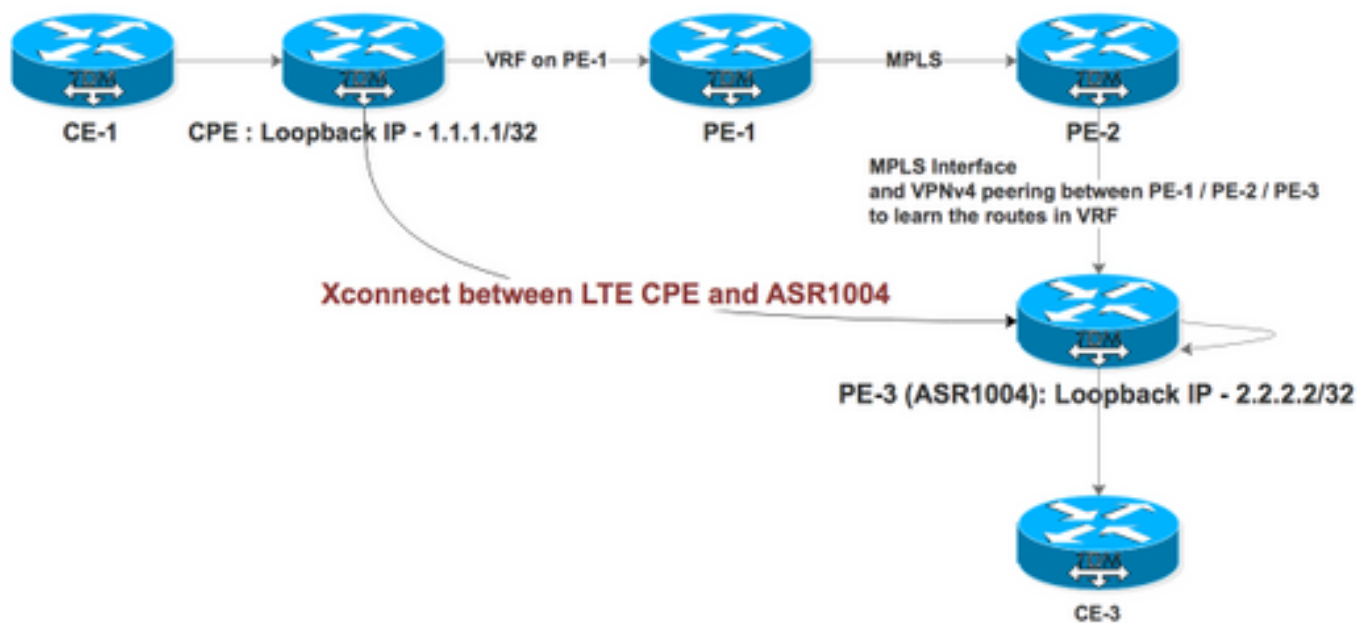 VRF on PE-1
MPLS
CE-1
CPE : Loopback IP - 1.1.1.1/32
PE-1
PE-2
MPLS Interface
and VPNv4 peering between PE-1 / PE-2 / PE-3
to learn the routes in VRF
Xconnect between LTE CPE and ASR1004
PE-3 (ASR1004): Loopback IP - 2.2.2.2/32
CE-3